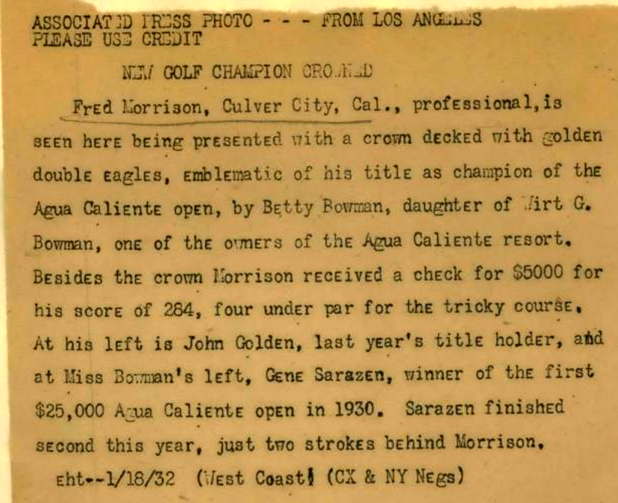 ASSOCIATED PRESS PHOTO - - - FROM LOS ANGELES
PLEASE USE CREDIT
NEW GOLF CHAMPION CROWNED
Fred Morrison, Culver City, Cal., professional,is
seen here being presented with a crown decked with golden
double eagles, emblematic of his title as champion of the
Agua Caliente open, by Betty Bowman, daughter of Wirt G.
Bowman, one of the owners of the Agua Caliente resort.
Besides the crown Morrison received a check for $5000 for
his score of 284, four under par for the tricky course.
At his left is John Golden, last year's title holder, and
at Miss Bowman's left, Gene Sarazen, winner of the first
$25,000 Agua Caliente open in 1930. Sarazen finished
second this year, just two strokes behind Morrison.
eht--1/18/32 (West Coast) (CX & NY Negs)